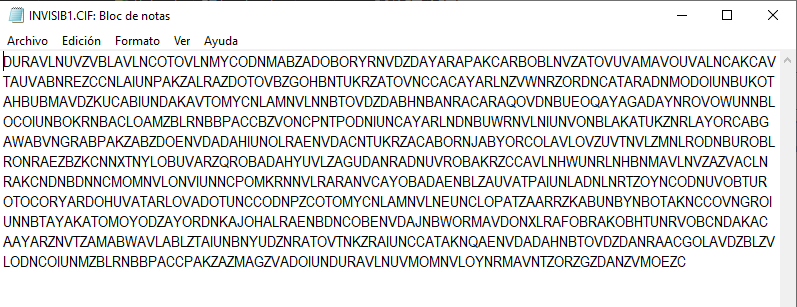 INVISIB1.CIF: Bloc de notas
Archivo Edición Formato Ver Ayuda
DURAVLNUVZVBLAVLNCOTOVLNMYCODNMABZADOBORYRNVDZDAYARAPAKCARBOBLNVZATOVUVAMAVOUVALNCAKCAV
TAUVABNREZCCNLAIUNPAKZALRAZDOTOVBZGOHBNTUKRZATOVNCCACAYARLNZVWNRZORDNCATARADNMODOIUNBUKOT
AHBUBMAVDZKUCABIUNDAKAVTOMYCNLAMNVLNNBTOVDZDABHNBANRACARAQOVDNBUEOQAYAGADAYNROVOWUNNBL
OCOIUNBOKRNBACLOAMZBLRNBBPACCBZVONCPNTPODNIUNCAYARLNDNBUWRNVLNIUNVONBLAKATUKZNRLAYORCABG
AWABVNGRABPAKZABZDOENVDADAHIUNOLRAENVDACNTUKRZACABORNJABYORCOLAVLOVZUVTNVLZMNLRODNBUROBL
RONRAEZBZKCNNXTNYLOBUVARZQROBADAHYUVLZAGUDANRADNUVROBAKRZCCAVLNHWUNRLNHBNMAVLNVZAZVACLN
RAKCNDNBDNNCMOMNVLONVIUNNCPOMKRNNVLRARANVCAYOBADAENBLZAUVATPAIUNLADNLNRTZOYNCODNUVOBTUR
OTOCORYARDOHUVATARLOVADOTUNCCODNPZCOTOMYCNLAMNVLNEUNCLOPATZAARRZKABUNBYNBOTAKNCCOVNGROI
UNNBTAYAKATOMOYODZAYORDNKAJOHALRAENBDNCOBENVDAJNBWORMAVDONXLRAFOBRAKOBHTUNRVOBCNDAKAC
AAYARZNVTZAMABWAVLABLZTAIUNBNYUDZNRATOVTNKZRAIUNCCATAKNQAENVDADAHNBTOVDZDANRAACGOLAVDZBLZV
LODNCOIUNMZBLRNBBPACCPAKZAZMAGZVADOIUNDURAVLNUVMOMNVLOYNRMAVNTZORZGZDANZVMOEZC